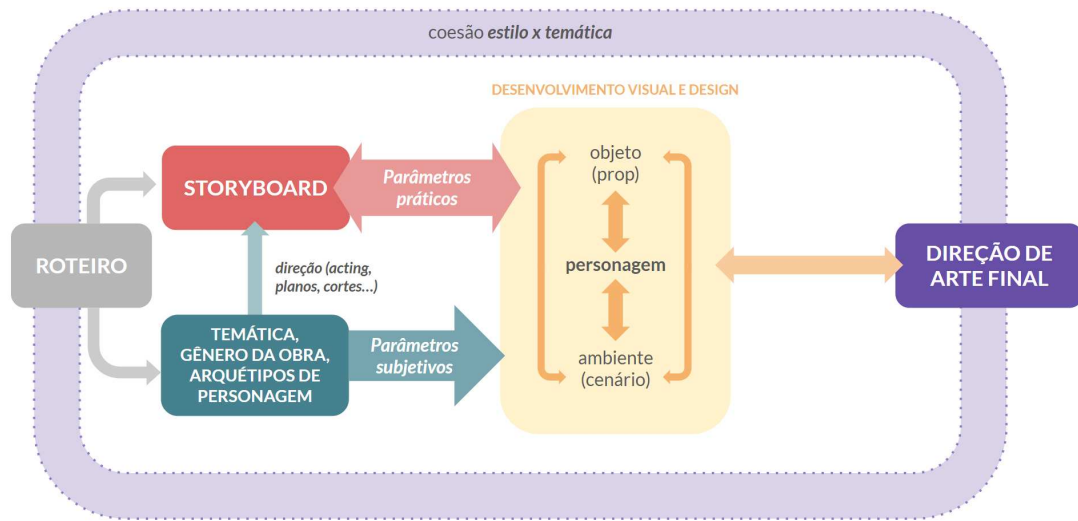 coesão estilo x temática
DESENVOLVIMENTO VISUAL E DESIGN
ROTEIRO
STORYBOARD
Parâmetros
práticos
direção (acting,
planos, cortes...)
TEMÁTICA,
GÊNERO DA OBRA,
ARQUÉTIPOS DE
PERSONAGEM
Parâmetros
subjetivos
objeto
(prop)
personagem
ambiente
(cenário)
DIREÇÃO DE
ARTE FINAL